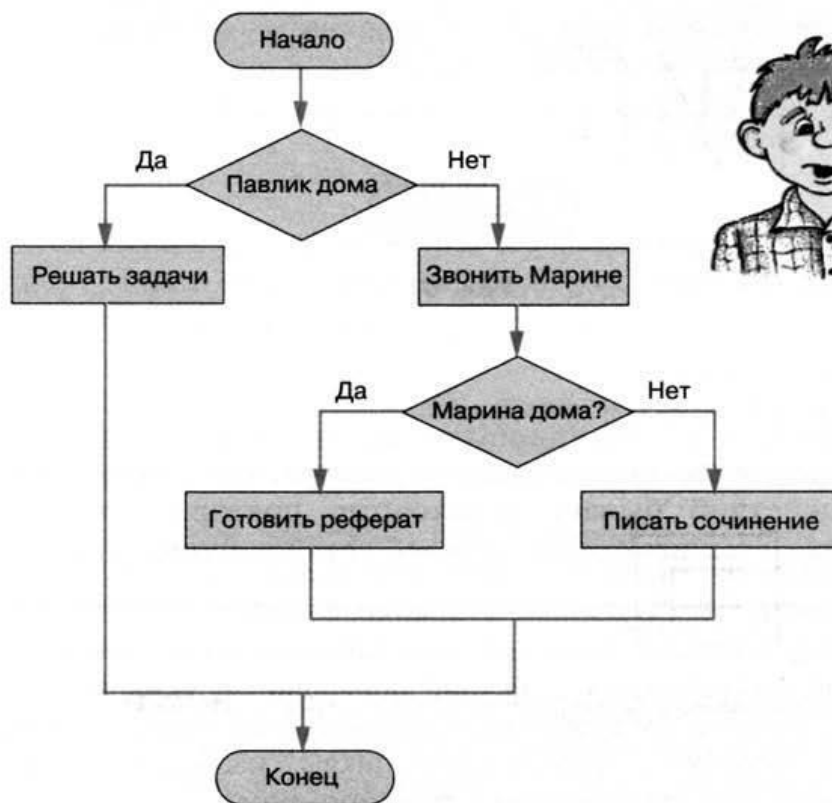 Начало
Да
Нет
Павлик дома
Решать задачи
Звонить Марине
Да
Нет
Марина дома?
Готовить реферат
Писать сочинение
Конец